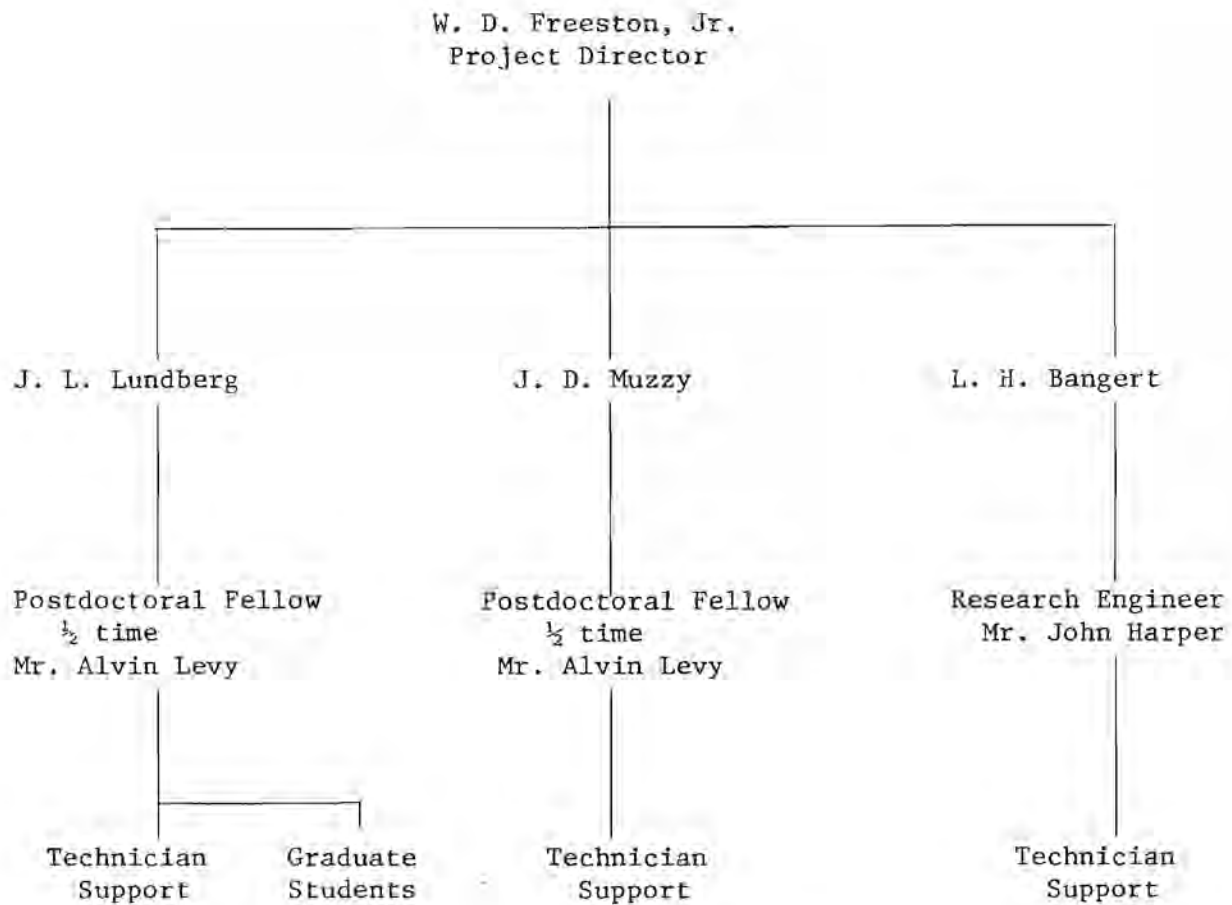 W. D. Freeston, Jr.
Project Director
J. L. Lundberg
J. D. Muzzy
L. H. Bangert
Postdoctoral Fellow
½ time
Mr. Alvin Levy
Postdoctoral Fellow
½ time
Mr. Alvin Levy
Research Engineer
Mr. John Harper
Technician
Support
Graduate
Students
Technician
Support
Technician
Support